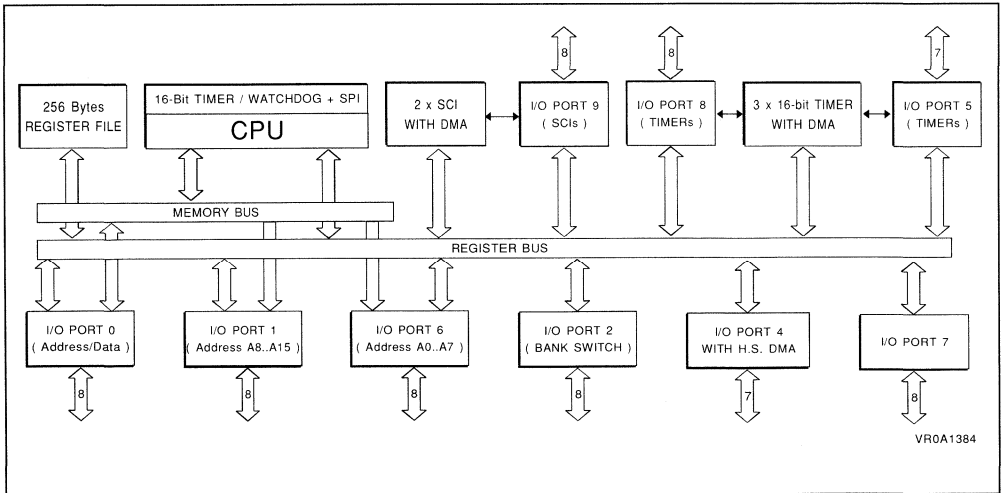 8
8
7
256 Bytes
REGISTER FILE
16-Bit TIMER / WATCHDOG + SPI
CPU
2 x SCI
WITH DMA
I/O PORT 9
( SCIs )
I/O PORT 8
( TIMERs )
3 x 16-bit TIMER
WITH DMA
I/O PORT 5
( TIMERs )
MEMORY BUS
REGISTER BUS
I/O PORT 0
( Address/Data )
I/O PORT 1
( Address A8..A15 )
I/O PORT 6
( Address A0..A7 )
I/O PORT 2
( BANK SWITCH )
I/O PORT 4
WITH H.S. DMA
I/O PORT 7
8
8
8
8
7
8
VR0A1384